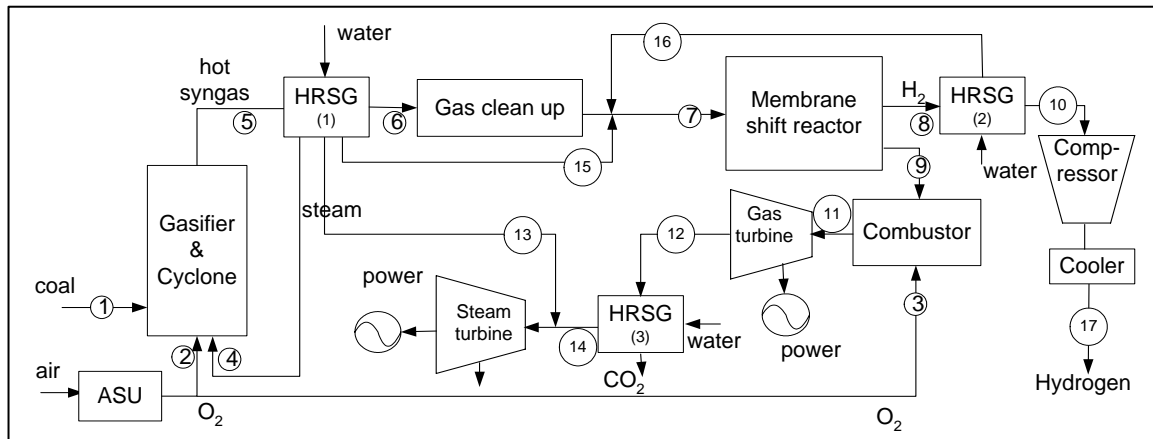 water
16
hot
syngas
5
HRSG
(1)
6
Gas clean up
7
Membrane
shift reactor
H2
8
HRSG
(2)
10
water
Comp-
ressor
15
9
Gasifier
&
Cyclone
steam
13
12
Gas
turbine
11
Combustor
Cooler
coal
1
power
Steam
turbine
14
HRSG
(3)
water
3
17
2
4
power
air
ASU
O2
CO2
O2
Hydrogen